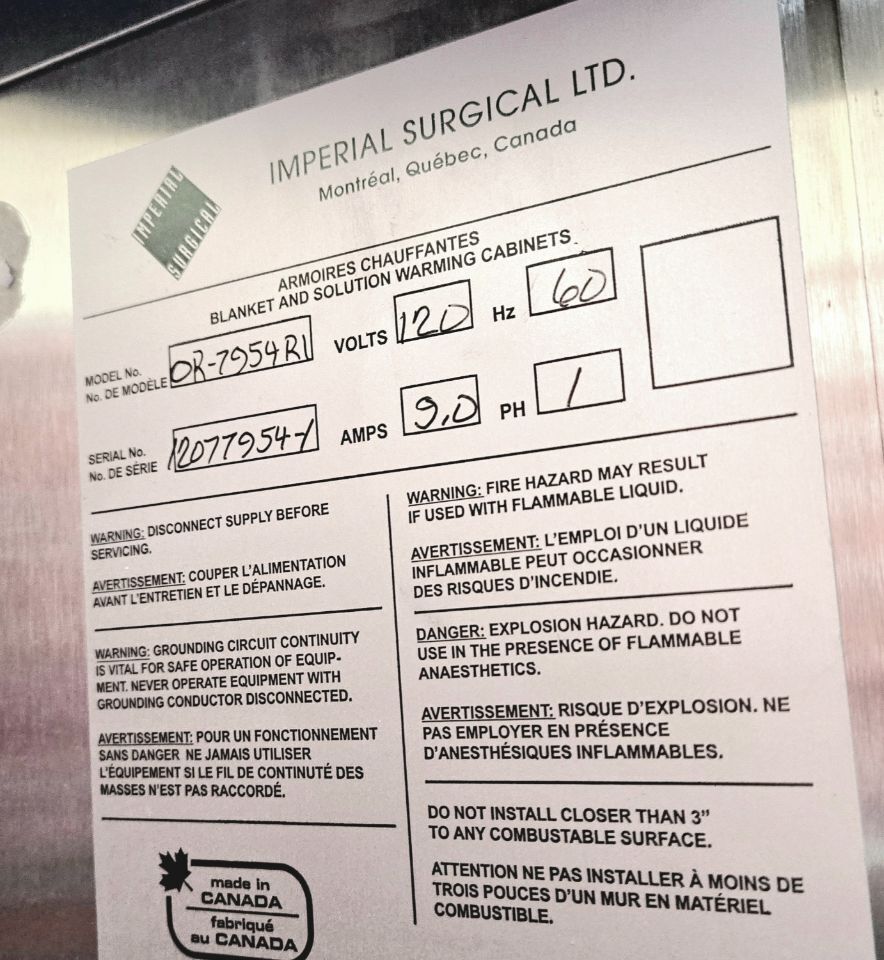 IMPERIAL SURGICAL LTD.
Montréal, Québec, Canada
IMPERIAL
SURGICAL
ARMOIRES CHAUFFANTES
BLANKET AND SOLUTION WARMING CABINETS.
MODEL No.
No. DE MODÈLE
OR-7954RI
VOLTS 120 Hz 60
SERIAL No.
No. DE SÉRIE
12077954-1
AMPS 9.0 PH 1
WARNING: DISCONNECT SUPPLY BEFORE
SERVICING.
AVERTISSEMENT: COUPER L'ALIMENTATION
AVANT L'ENTRETIEN ET LE DÉPANNAGE.
WARNING: GROUNDING CIRCUIT CONTINUITY
IS VITAL FOR SAFE OPERATION OF EQUIP-
MENT. NEVER OPERATE EQUIPMENT WITH
GROUNDING CONDUCTOR DISCONNECTED.
AVERTISSEMENT: POUR UN FONCTIONNEMENT
SANS DANGER NE JAMAIS UTILISER
L'ÉQUIPEMENT SI LE FIL DE CONTINUTÉ DES
MASSES N'EST PAS RACCORDÉ.
made in
CANADA
fabriqué
au CANADA
WARNING: FIRE HAZARD MAY RESULT
IF USED WITH FLAMMABLE LIQUID.
AVERTISSEMENT: L'EMPLOI D'UN LIQUIDE
INFLAMMABLE PEUT OCCASIONNER
DES RISQUES D'INCENDIE.
DANGER: EXPLOSION HAZARD. DO NOT
USE IN THE PRESENCE OF FLAMMABLE
ANAESTHETICS.
AVERTISSEMENT: RISQUE D'EXPLOSION. NE
PAS EMPLOYER EN PRÉSENCE
D'ANESTHÉSIQUES INFLAMMABLES.
DO NOT INSTALL CLOSER THAN 3"
TO ANY COMBUSTABLE SURFACE.
ATTENTION NE PAS INSTALLER À MOINS DE
TROIS POUCES D'UN MUR EN MATÉRIEL
COMBUSTIBLE.